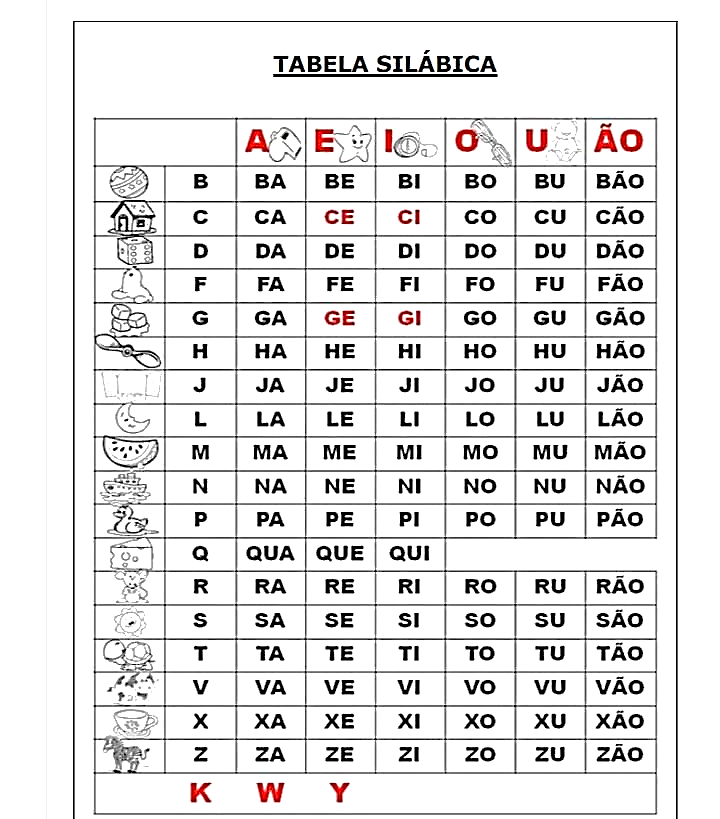 TABELA SILÁBICA
A E I O U ÃO
B BA BE BI BO BU BÃO
C CA CE CI CO CU CÃO
D DA DE DI DO DU DÃO
F FA FE FI FO FU FÃO
G GA GE GI GO GU GÃO
H HA HE HI HO HU HÃO
J JA JE JI JO JU JÃO
L LA LE LI LO LU LÃO
M MA ME MI MO MU MÃO
N NA NE NI NO NU NÃO
P PA PE PI PO PU PÃO
Q QUA QUE QUI
R RA RE RI RO RU RÃO
S SA SE SI SO SU SÃO
T TA TE TI TO TU TÃO
V VA VE VI VO VU VÃO
X XA XE XI XO XU XÃO
Z ZA ZE ZI ZO ZU ZÃO
K W Y